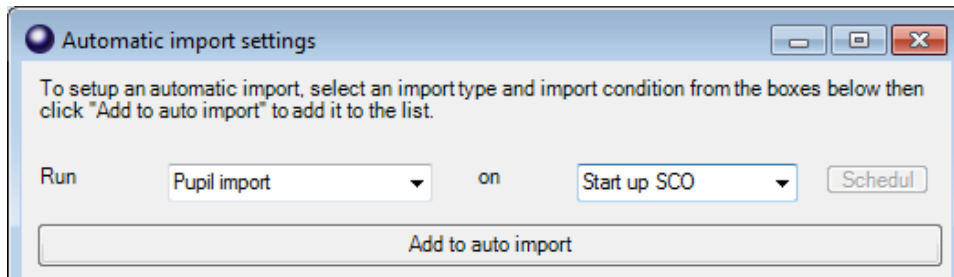 Automatic import settings
To setup an automatic import, select an import type and import condition from the boxes below then
click "Add to auto import" to add it to the list.
Run Pupil import on Start up SCO Schedul
Add to auto import